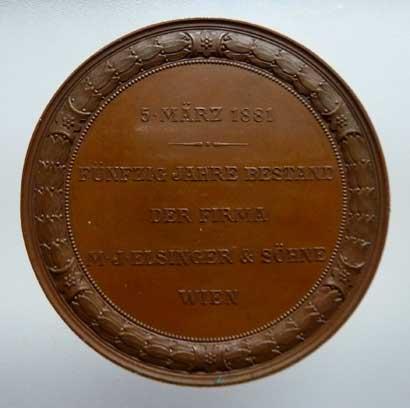 5·MÄRZ 1881
FÜNFZIG JAHRE BESTAND
DER FIRMA
M·J·ELSINGER & SÖHNE
WIEN